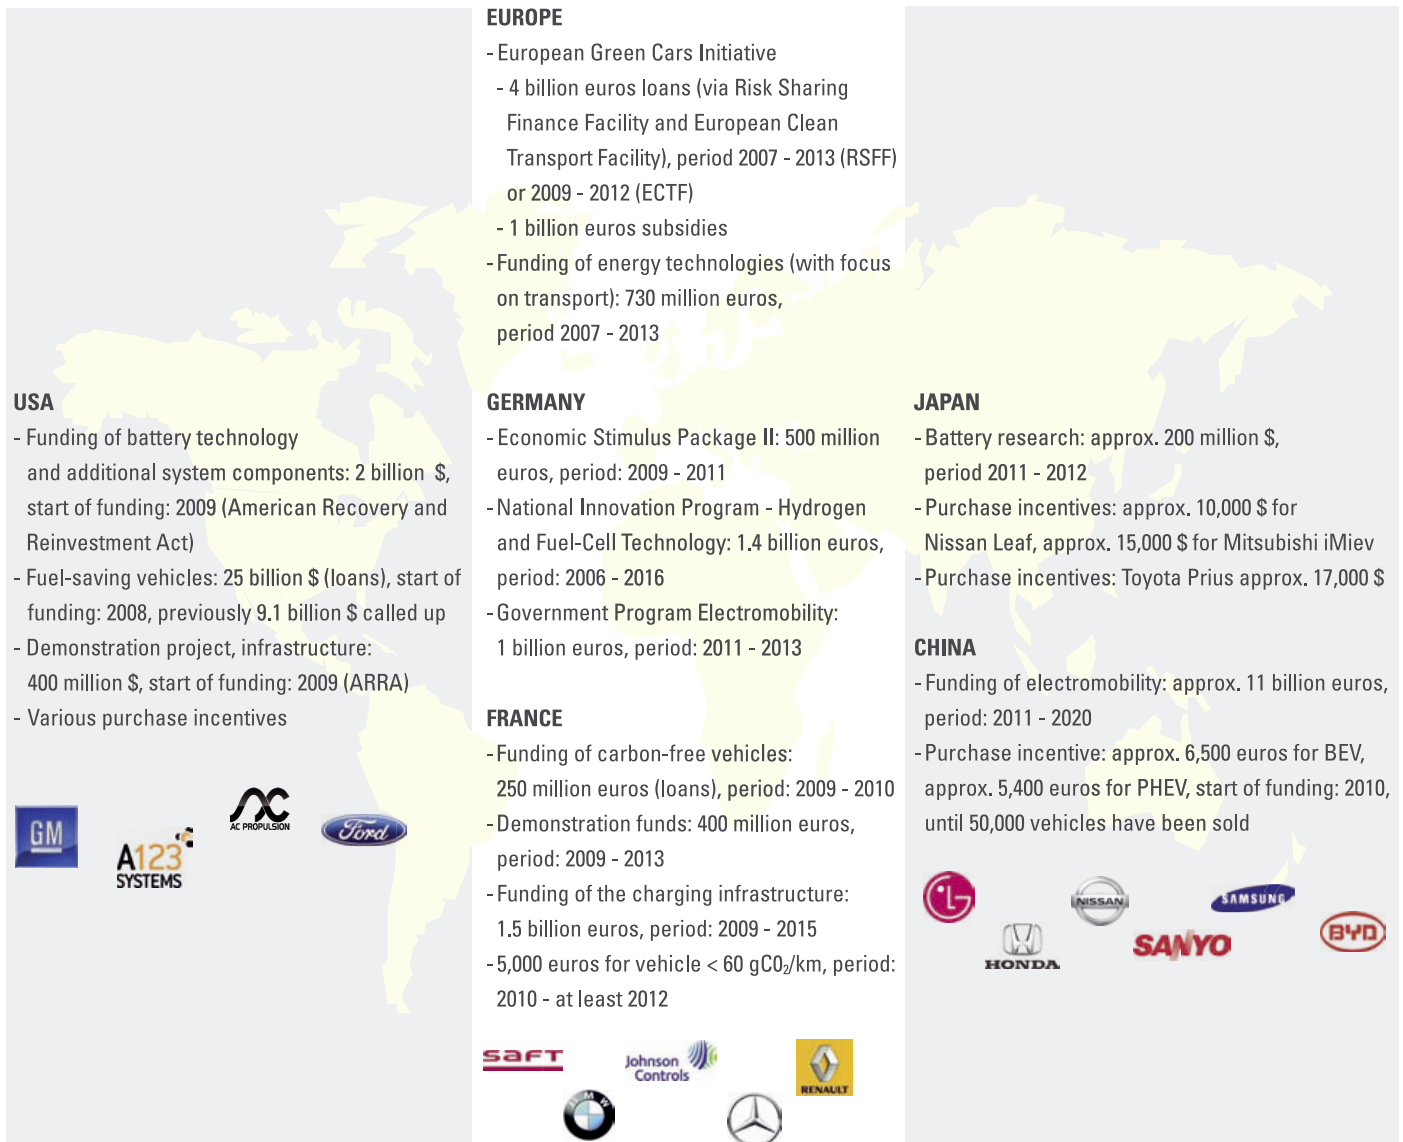 EUROPE
- European Green Cars Initiative
- 4 billion euros loans (via Risk Sharing
Finance Facility and European Clean
Transport Facility), period 2007 - 2013 (RSFF)
or 2009 - 2012 (ECTF)
- 1 billion euros subsidies
- Funding of energy technologies (with focus
on transport): 730 million euros,
period 2007 - 2013
USA
- Funding of battery technology
and additional system components: 2 billion $,
start of funding: 2009 (American Recovery and
Reinvestment Act)
- Fuel-saving vehicles: 25 billion $ (loans), start of
funding: 2008, previously 9.1 billion $ called up
- Demonstration project, infrastructure:
400 million $, start of funding: 2009 (ARRA)
- Various purchase incentives
GM
A123
SYSTEMS
AC PROPULSION
Ford
GERMANY
- Economic Stimulus Package II: 500 million
euros, period: 2009 - 2011
- National Innovation Program - Hydrogen
and Fuel-Cell Technology: 1.4 billion euros,
period: 2006 - 2016
- Government Program Electromobility:
1 billion euros, period: 2011 - 2013
FRANCE
- Funding of carbon-free vehicles:
250 million euros (loans), period: 2009 - 2010
- Demonstration funds: 400 million euros,
period: 2009 - 2013
- Funding of the charging infrastructure:
1.5 billion euros, period: 2009 - 2015
- 5,000 euros for vehicle < 60 gC0₂/km, period:
2010 - at least 2012
saft
Johnson
Controls
RENAULT
BMW
JAPAN
- Battery research: approx. 200 million $,
period 2011 - 2012
- Purchase incentives: approx. 10,000 $ for
Nissan Leaf, approx. 15,000 $ for Mitsubishi iMiev
- Purchase incentives: Toyota Prius approx. 17,000 $
CHINA
- Funding of electromobility: approx. 11 billion euros,
period: 2011 - 2020
- Purchase incentive: approx. 6,500 euros for BEV,
approx. 5,400 euros for PHEV, start of funding: 2010,
until 50,000 vehicles have been sold
LG
HONDA
NISSAN
SANYO
SAMSUNG
BYD